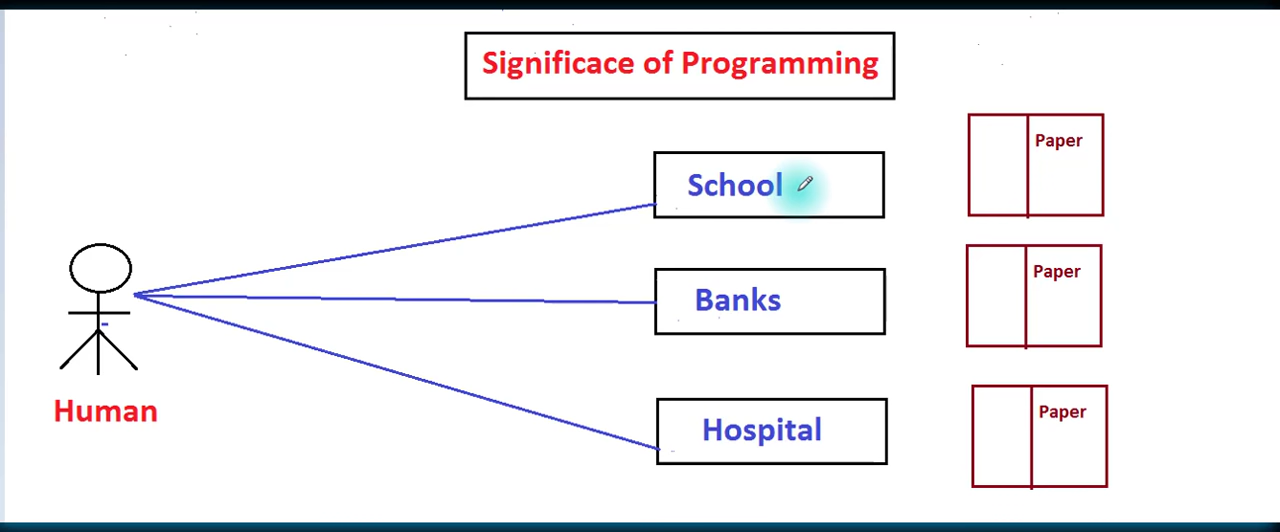 Significace of Programming
School
Paper
Banks
Paper
Hospital
Paper
Human